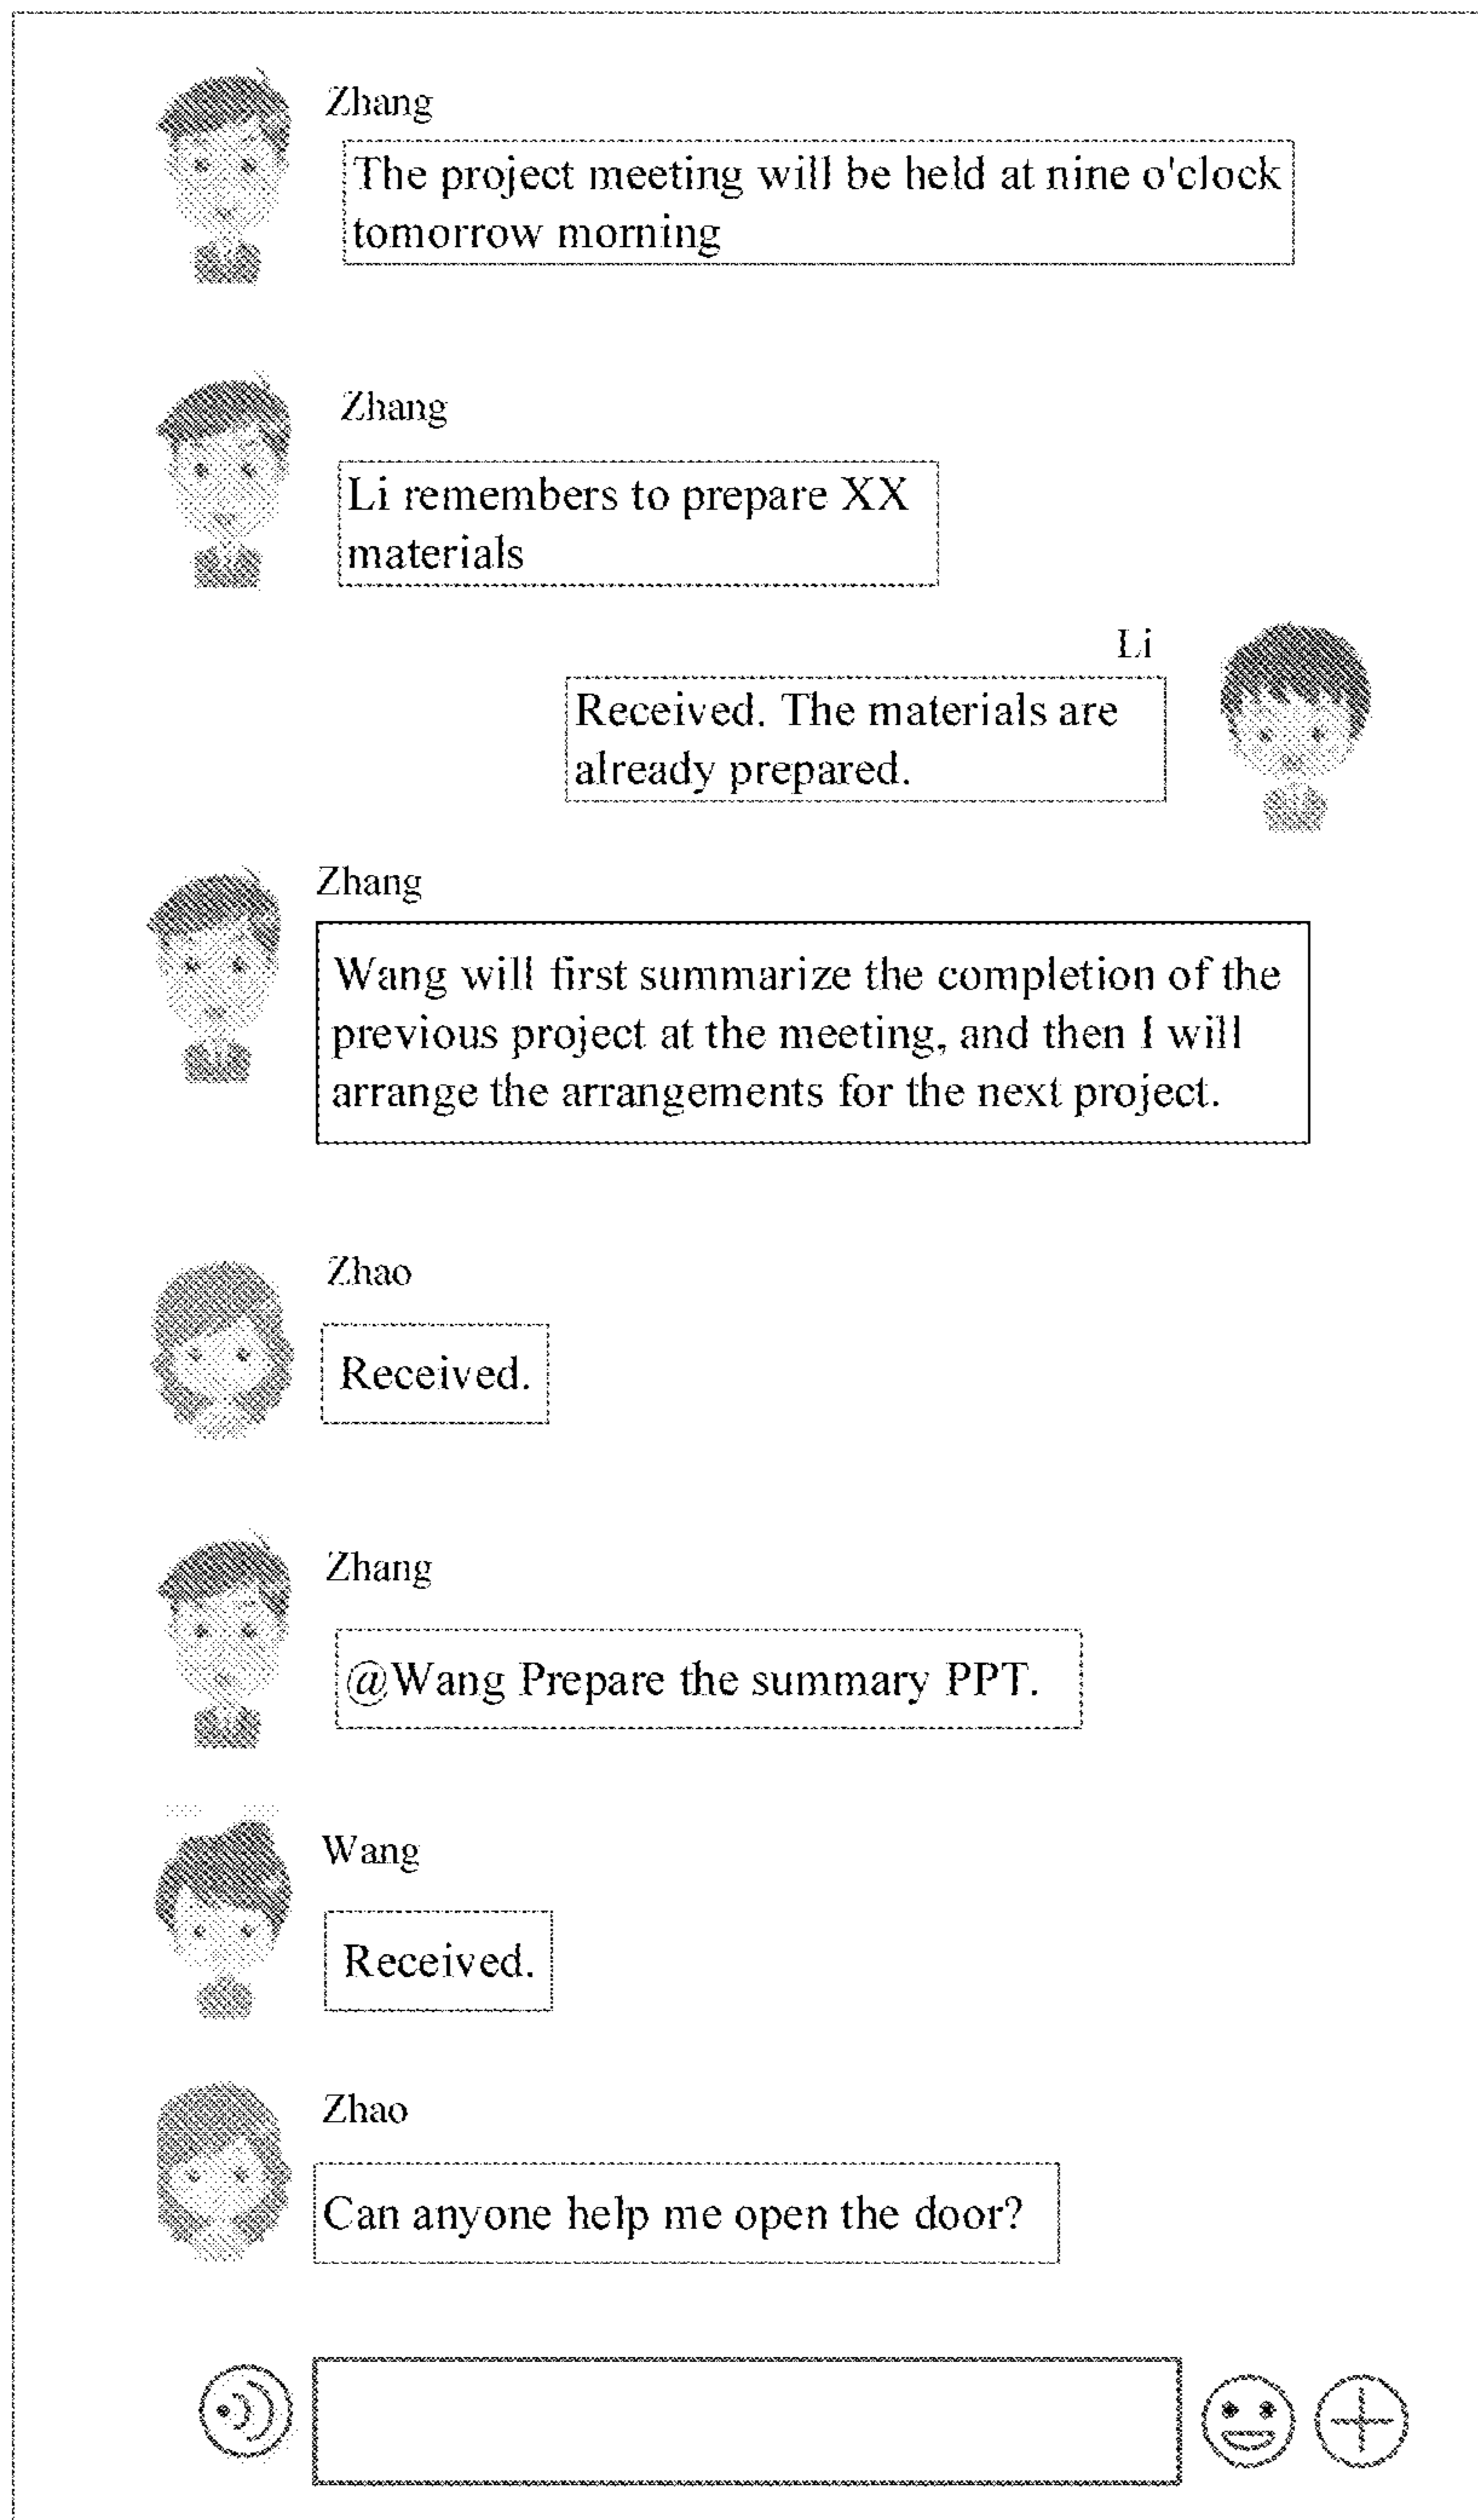 Zhang
The project meeting will be held at nine o'clock
tomorrow morning
Zhang
Li remembers to prepare XX
materials
Li
Received. The materials are
already prepared.
Zhang
Wang will first summarize the completion of the
previous project at the meeting, and then I will
arrange the arrangements for the next project.
Zhao
Received.
Zhang
@Wang Prepare the summary PPT.
Wang
Received.
Zhao
Can anyone help me open the door?